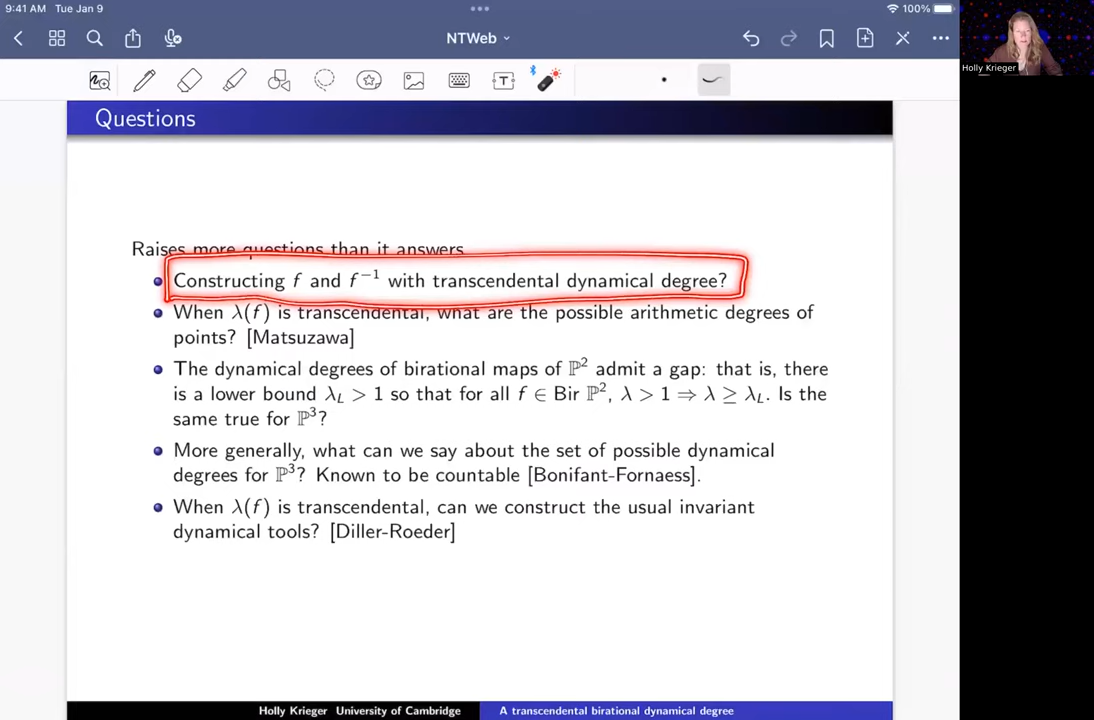 9:41 AM Tue Jan 9
100%
NTWeb
Holly Krieger
Questions
Raises more questions than it answers
• Constructing f and f⁻¹ with transcendental dynamical degree?
• When λ(f) is transcendental, what are the possible arithmetic degrees of
points? [Matsuzawa]
• The dynamical degrees of birational maps of ℙ² admit a gap: that is, there
is a lower bound λ_L > 1 so that for all f ∈ Bir ℙ², λ > 1 ⇒ λ ≥ λ_L. Is the
same true for ℙ³?
• More generally, what can we say about the set of possible dynamical
degrees for ℙ³? Known to be countable [Bonifant-Fornaess].
• When λ(f) is transcendental, can we construct the usual invariant
dynamical tools? [Diller-Roeder]
Holly Krieger University of Cambridge
A transcendental birational dynamical degree